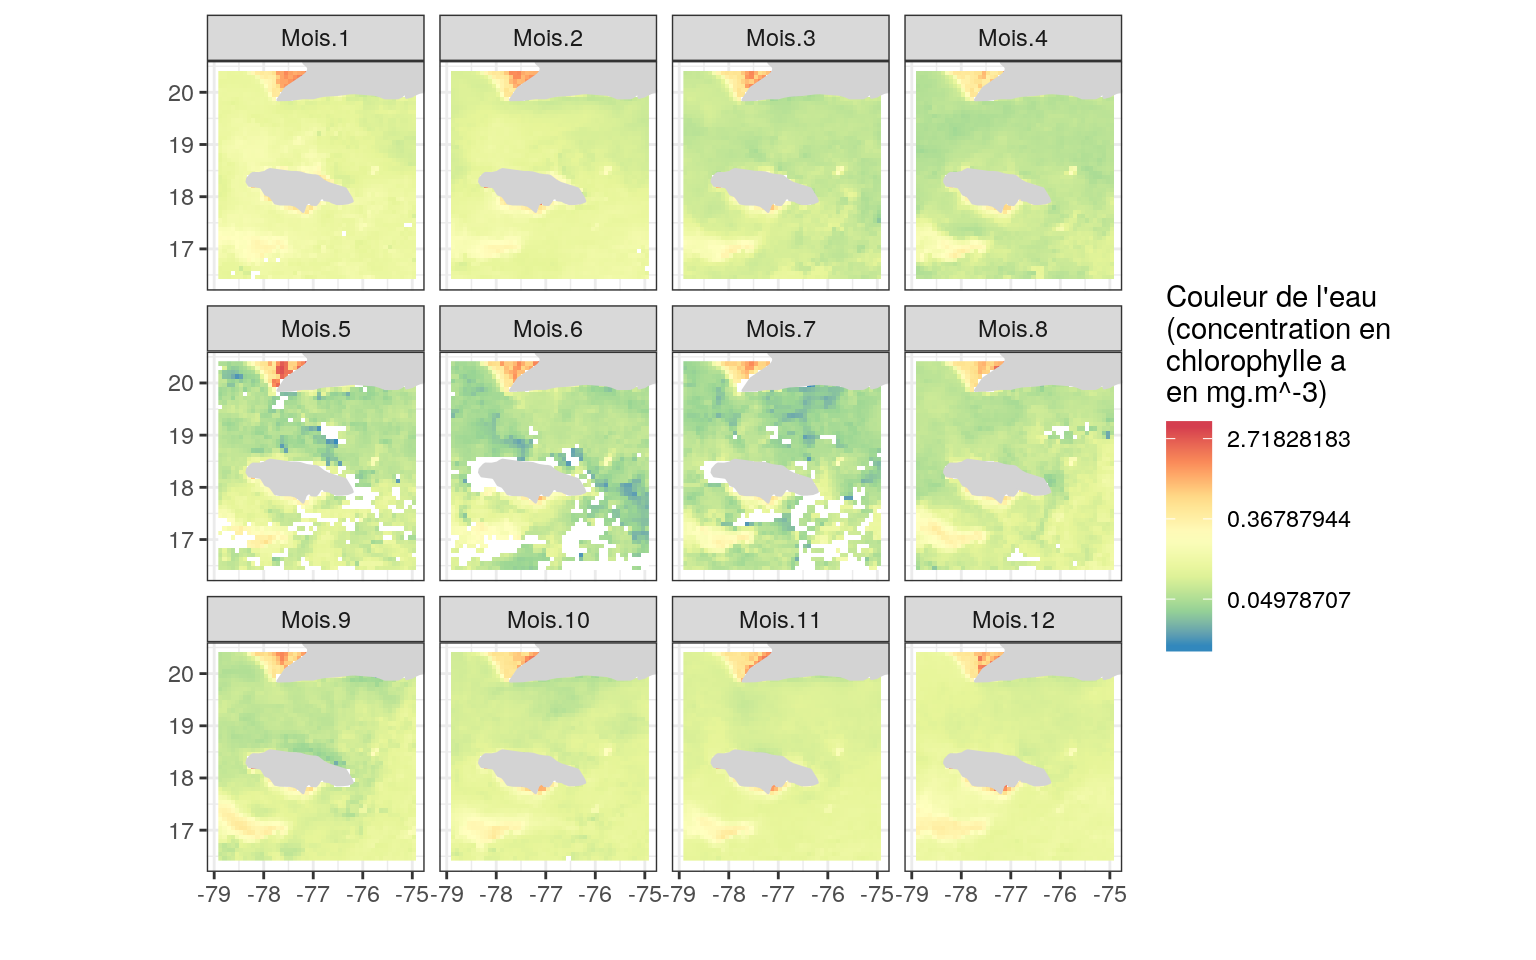 Mois.1 Mois.2 Mois.3 Mois.4
20
19
18
17
Mois.5 Mois.6 Mois.7 Mois.8
20
19
18
17
Mois.9 Mois.10 Mois.11 Mois.12
20
19
18
17
-79 -78 -77 -76 -75 -79 -78 -77 -76 -75 -79 -78 -77 -76 -75 -79 -78 -77 -76 -75
Couleur de l'eau
(concentration en
chlorophylle a
en mg.m^-3)
2.71828183
0.36787944
0.04978707